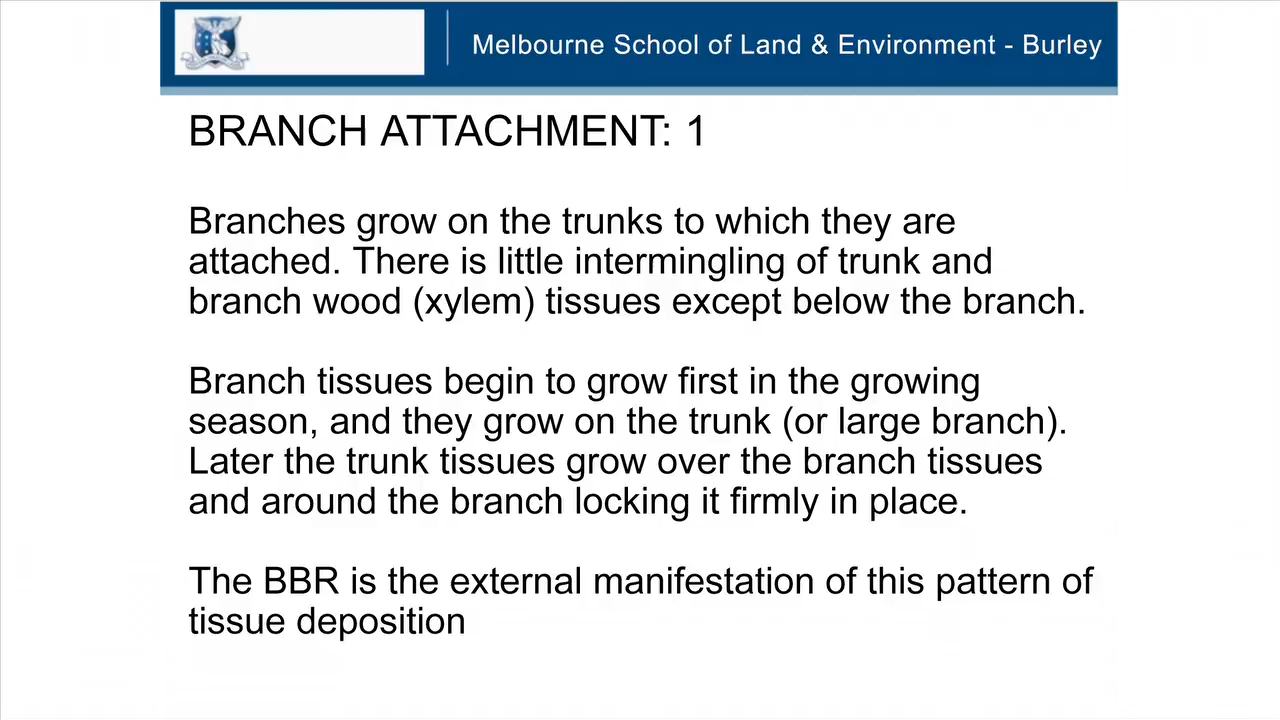 Melbourne School of Land & Environment - Burley
BRANCH ATTACHMENT: 1
Branches grow on the trunks to which they are
attached. There is little intermingling of trunk and
branch wood (xylem) tissues except below the branch.
Branch tissues begin to grow first in the growing
season, and they grow on the trunk (or large branch).
Later the trunk tissues grow over the branch tissues
and around the branch locking it firmly in place.
The BBR is the external manifestation of this pattern of
tissue deposition